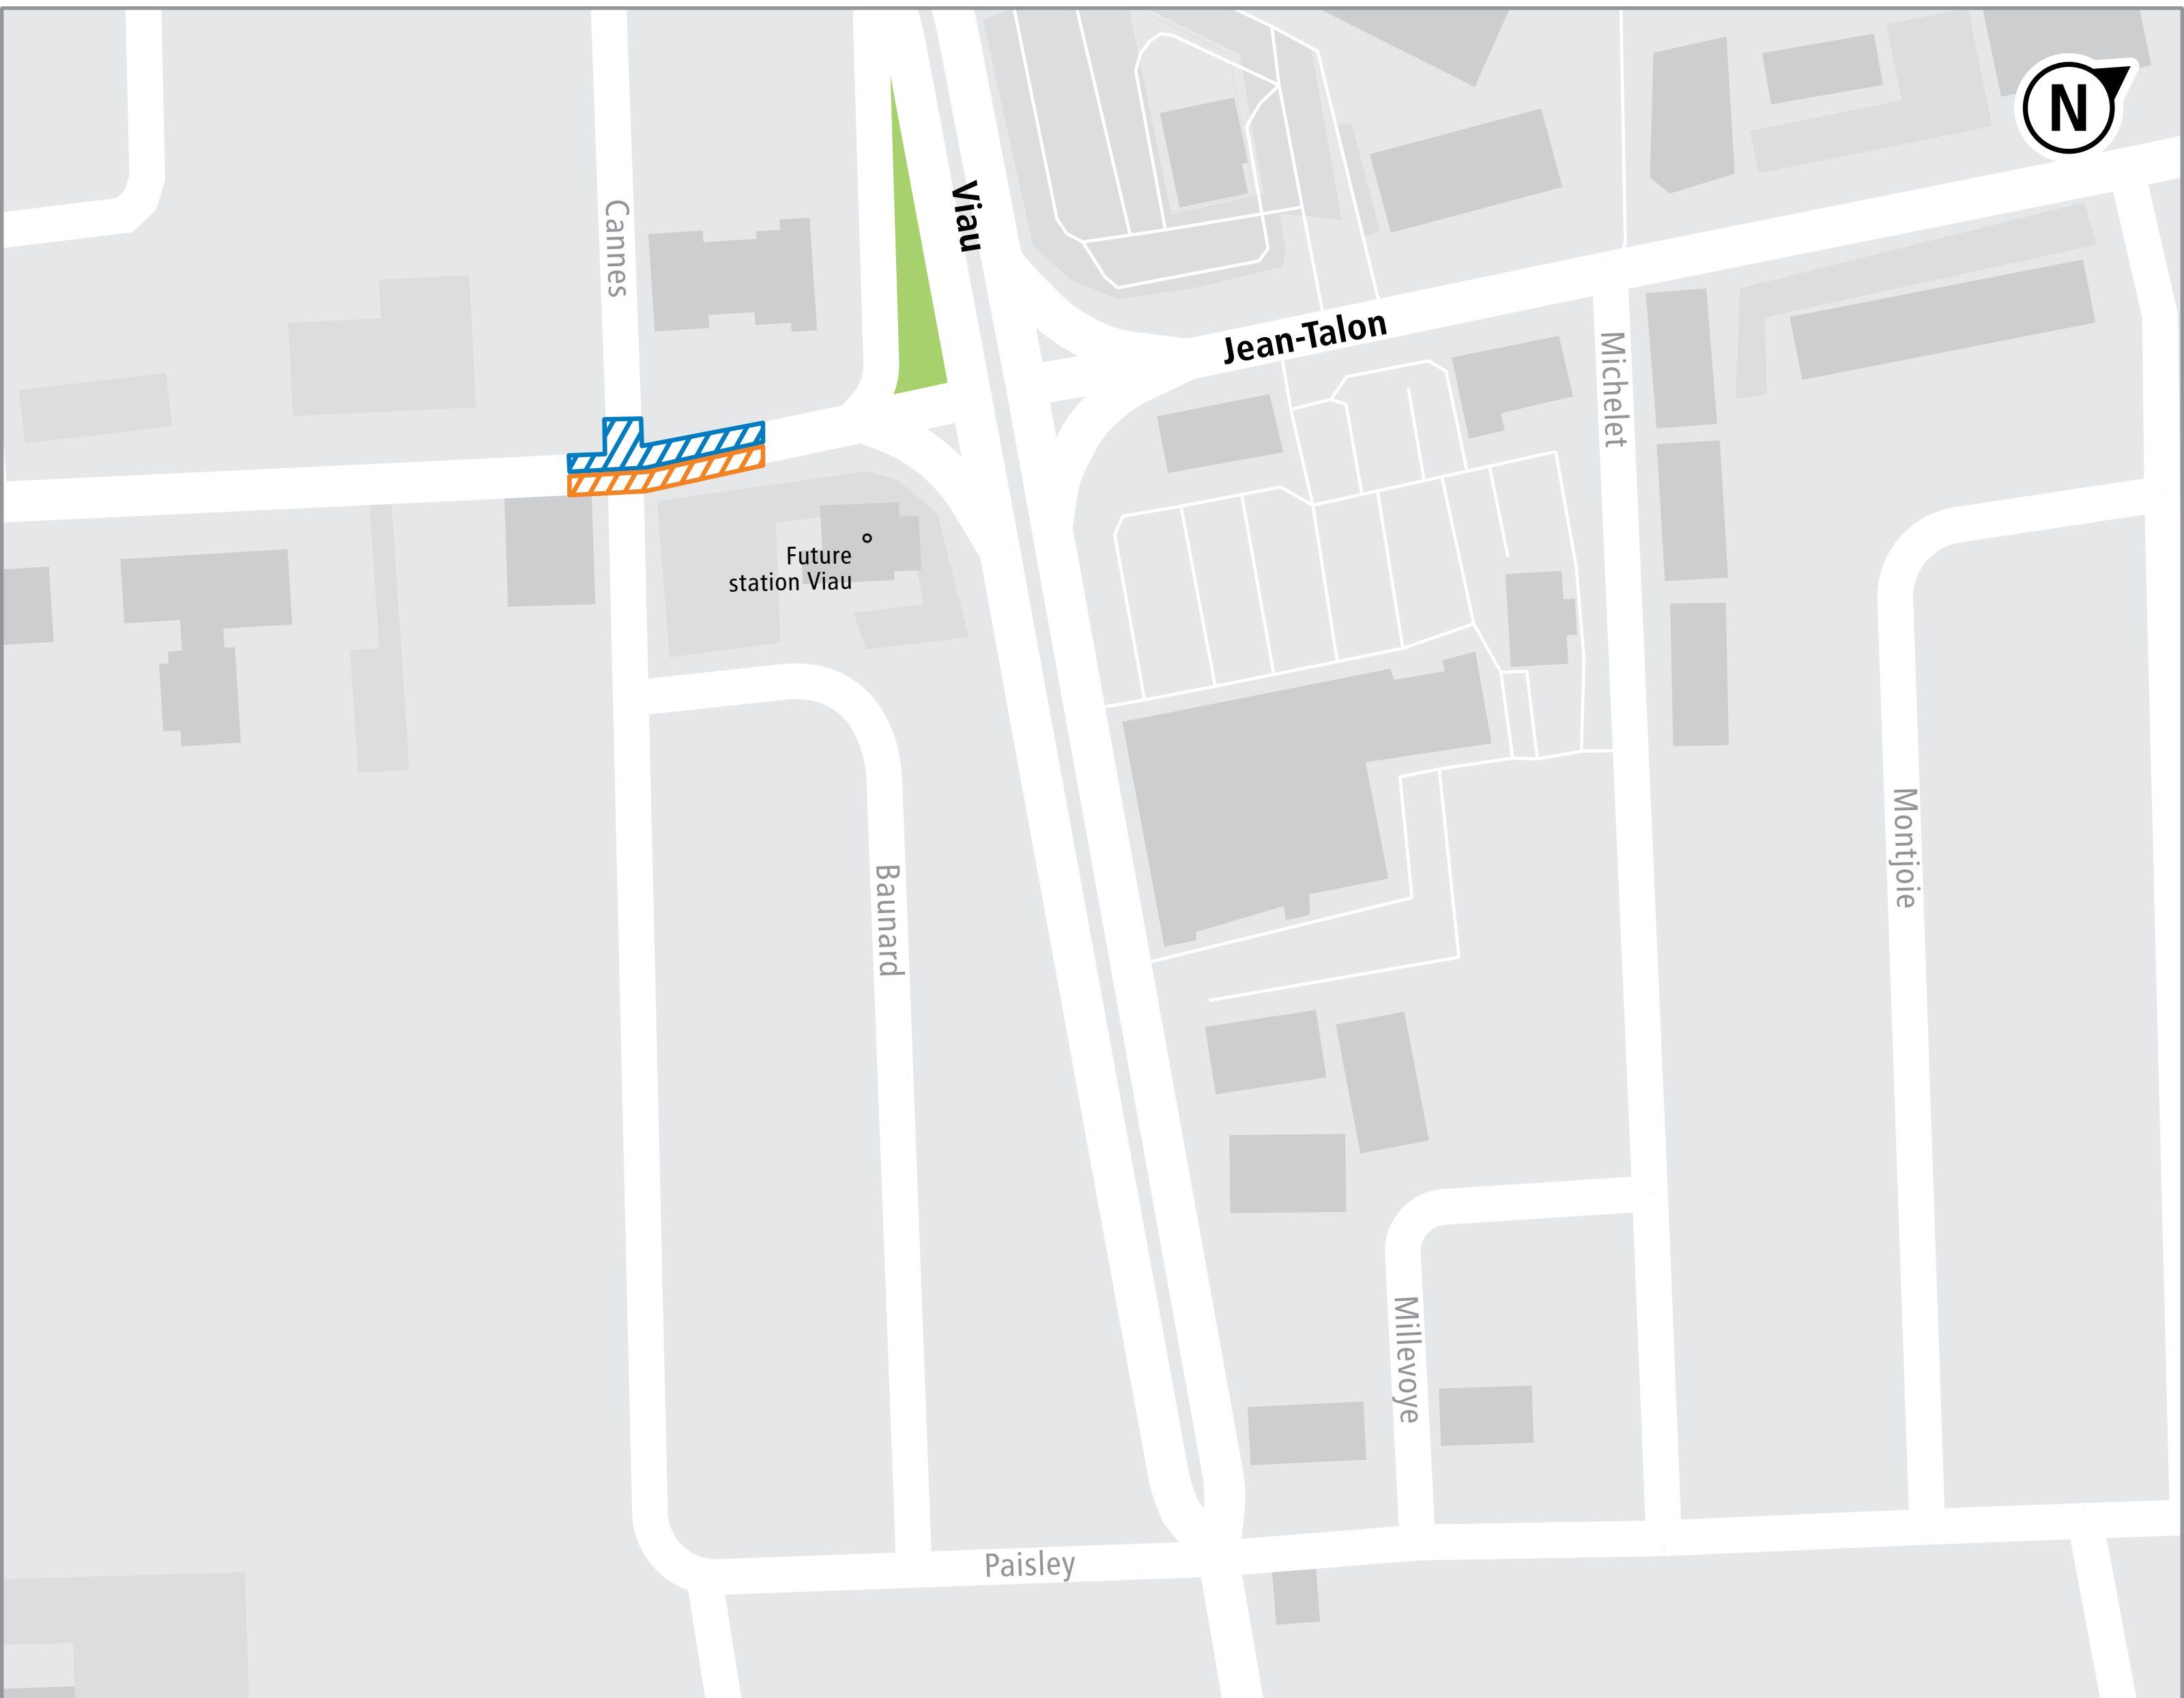 N
Cannes
Viau
Jean-Talon
Michelet
Future
station Viau
Montjoie
Baunard
Millevoye
Paisley